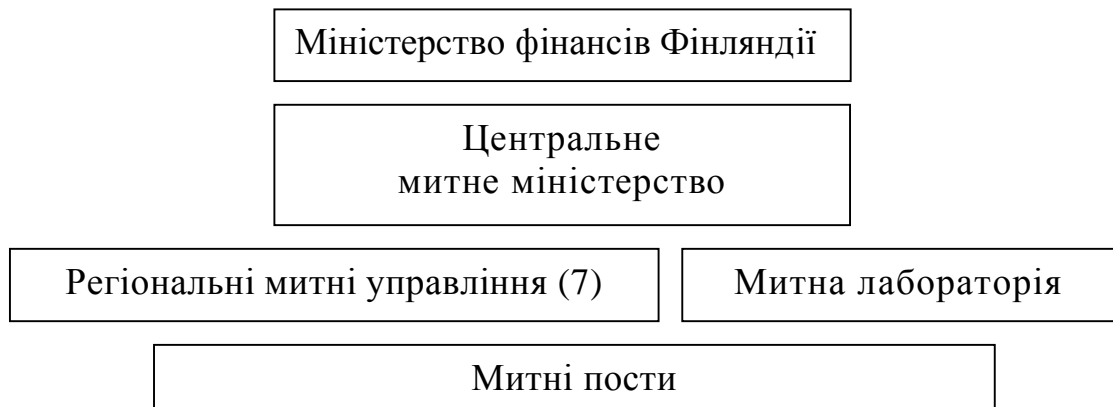 Міністерство фінансів Фінляндії
Центральне
митне міністерство
Регіональні митні управління (7)
Митна лабораторія
Митні пости